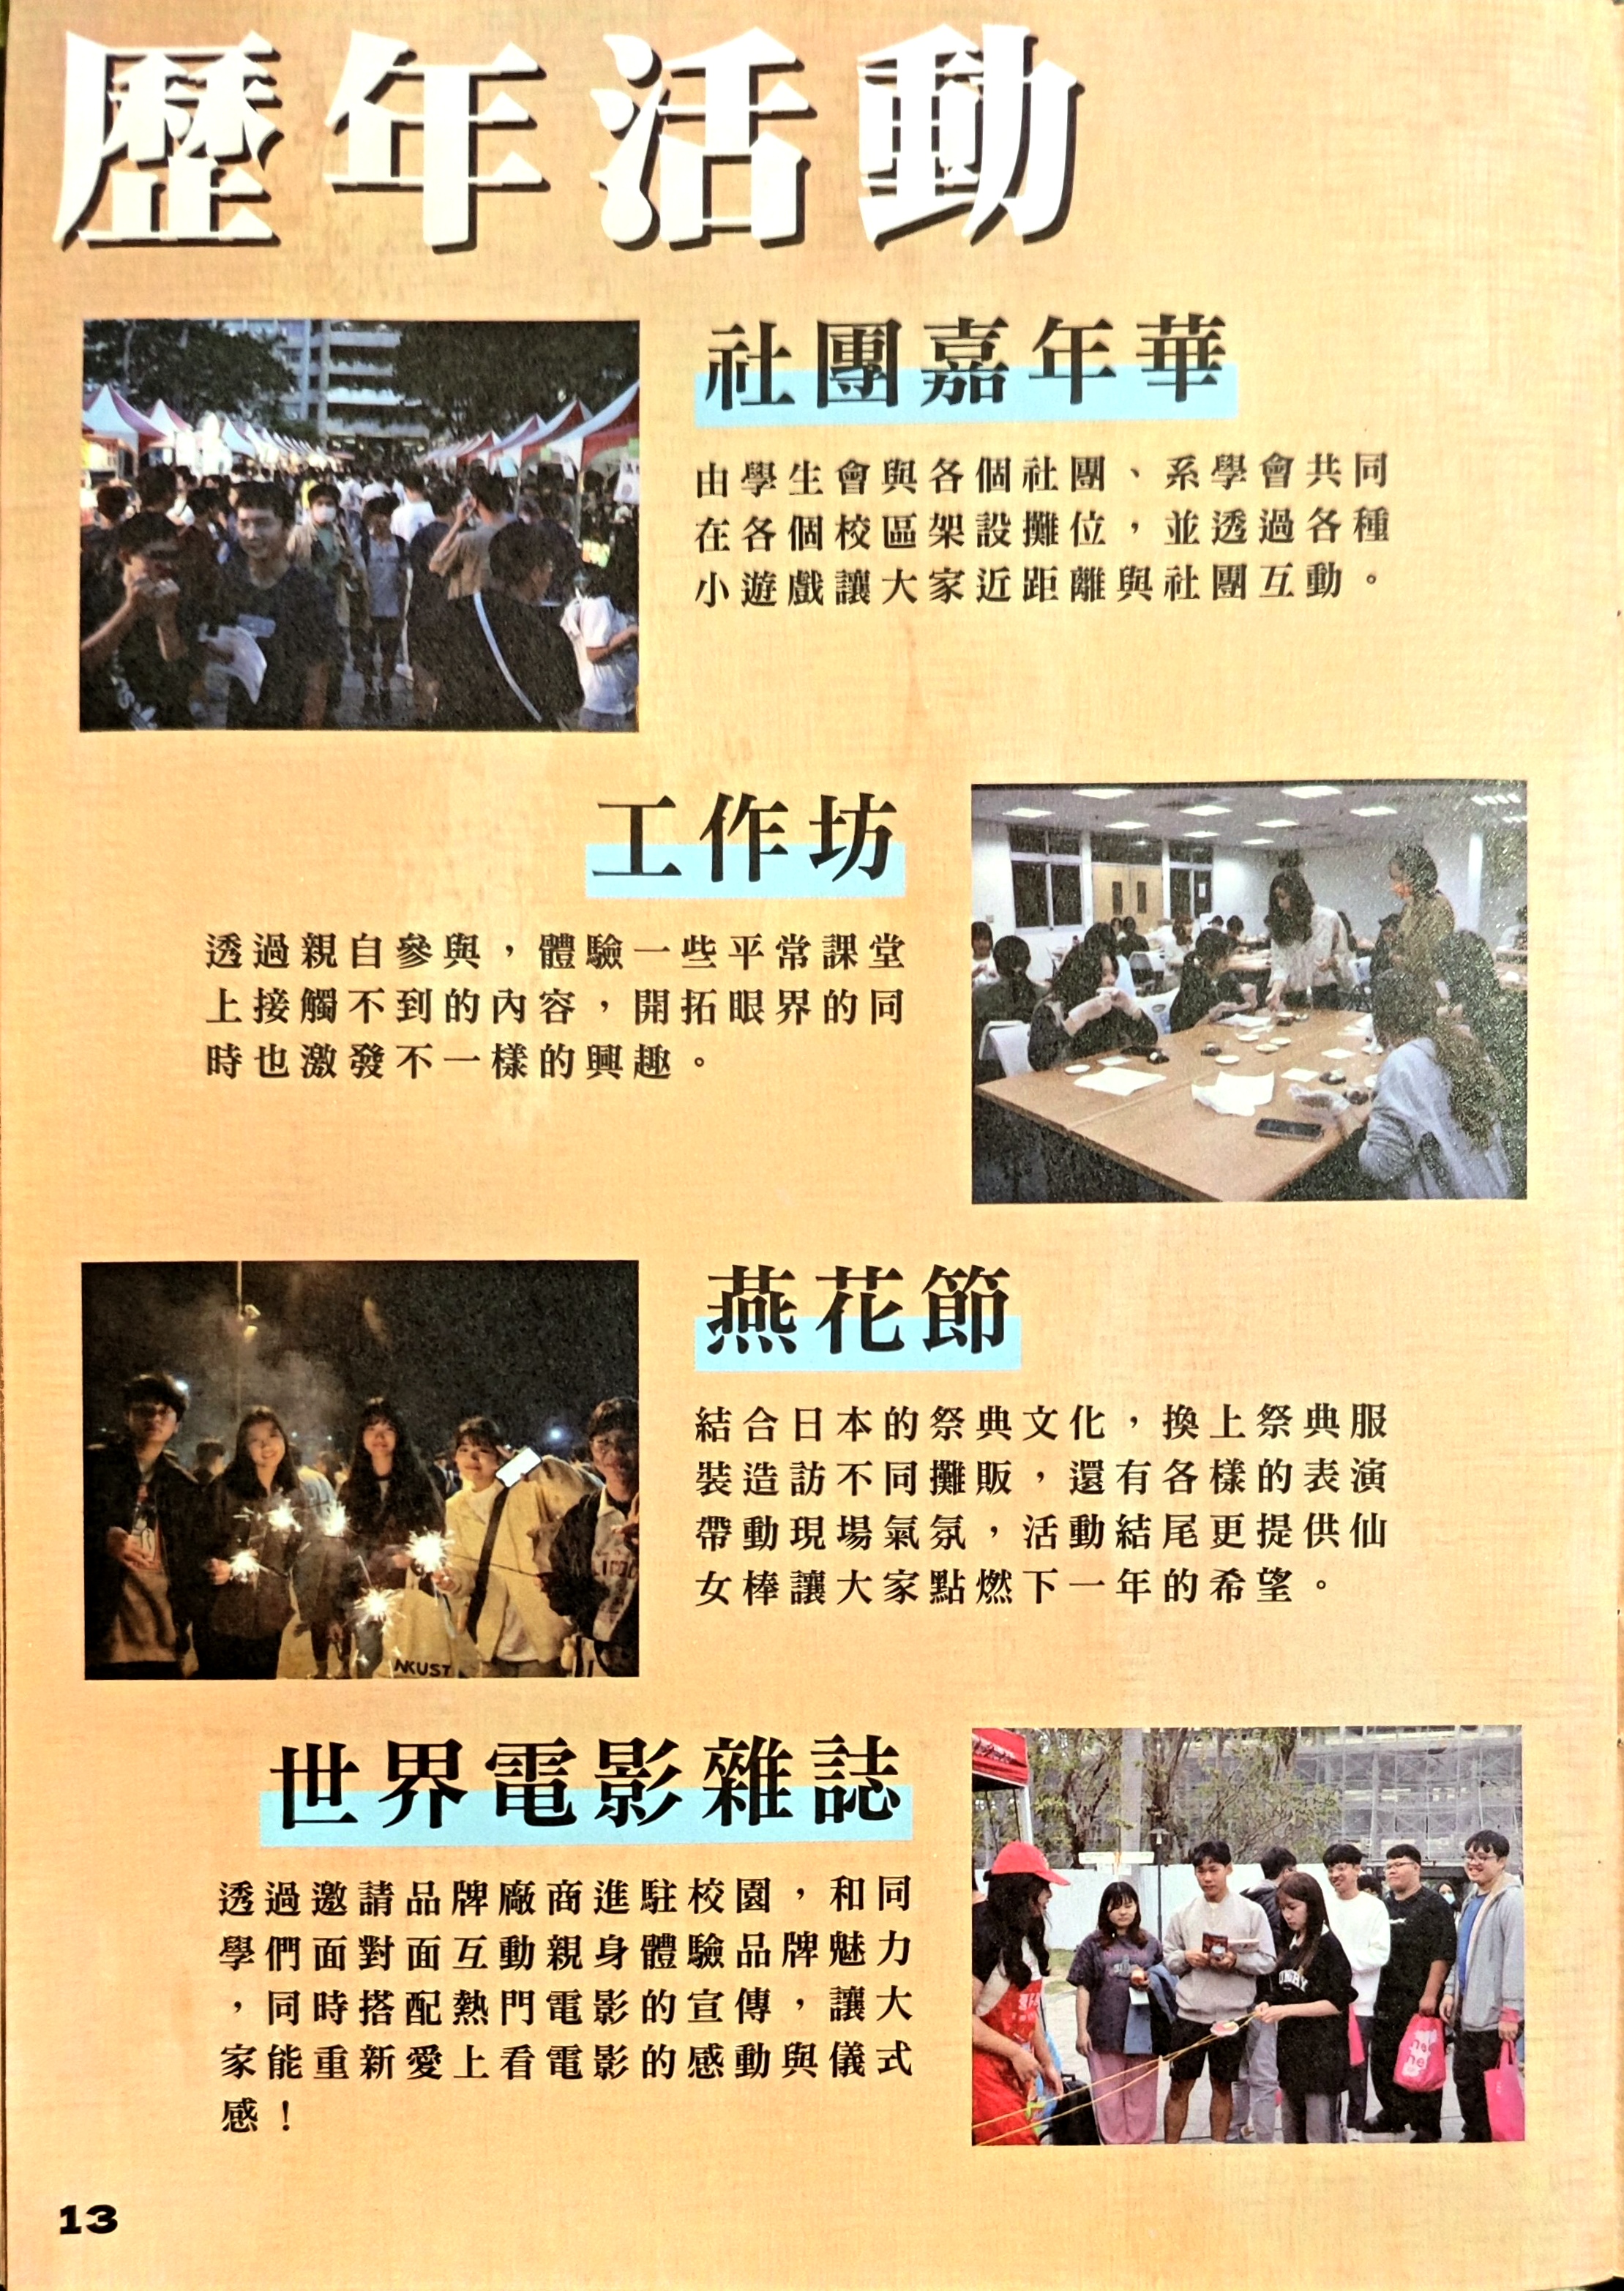 歷年活動
社團嘉年華
由學生會與各個社團、系學會共同
在各個校區架設攤位，並透過各種
小遊戲讓大家近距離與社團互動。
工作坊
透過親自參與，體驗一些平常課堂
上接觸不到的內容，開拓眼界的同
時也激發不一樣的興趣。
燕花節
結合日本的祭典文化，換上祭典服
裝造訪不同攤販，還有各樣的表演
帶動現場氣氛，活動結尾更提供仙
女棒讓大家點燃下一年的希望。
NKUST
世界電影雜誌
透過邀請品牌廠商進駐校園，和同
學們面對面互動親身體驗品牌魅力
，同時搭配熱門電影的宣傳，讓大
家能重新愛上看電影的感動與儀式
感！
13